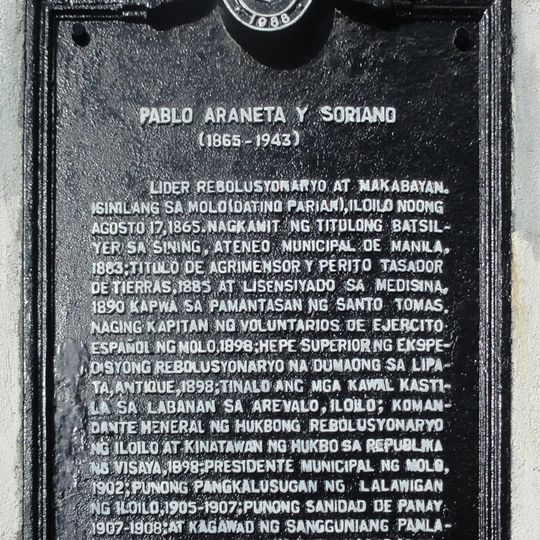 1988
PABLO ARANETA Y SORIANO
(1865-1943)
LIDER REBOLUSYONARYO AT MAKABAYAN.
ISINILANG SA MOLO (DATING PARIAN), ILOILO NOONG
AGOSTO 17, 1865. NAGKAMIT NG TITULONG BATSIL-
YER SA SINING, ATENEO MUNICIPAL DE MANILA,
1883; TITULO DE AGRIMENSOR Y PERITO TASADOR
DE TIERRAS, 1885 AT LISENSIYADO SA MEDISINA,
1890 KAPWA SA PAMANTASAN NG SANTO TOMAS.
NAGING KAPITAN NG VOLUNTARIOS DE EJERCITO
ESPAÑOL NG MOLO, 1898; HEPE SUPERIOR NG EKSPE-
DISYONG REBOLUSYONARYO NA DUMAONG SA LIPA-
TA, ANTIQUE, 1898; TINALO ANG MGA KAWAL KASTI-
LA SA LABANAN SA AREVALO, ILOILO; KOMAN-
DANTE HENERAL NG HUKBONG REBOLUSYONARYO
NG ILOILO AT KINATAWAN NG HUKBO SA REPUBLIKA
NG VISAYA, 1898; PRESIDENTE MUNICIPAL NG MOLO,
1902; PUNONG PANGKALUSUGAN NG LALAWIGAN
NG ILOILO, 1905-1907; PUNONG SANIDAD DE PANAY
1907-1908; AT KAGAWAD NG SANGGUNIANG PANLA-